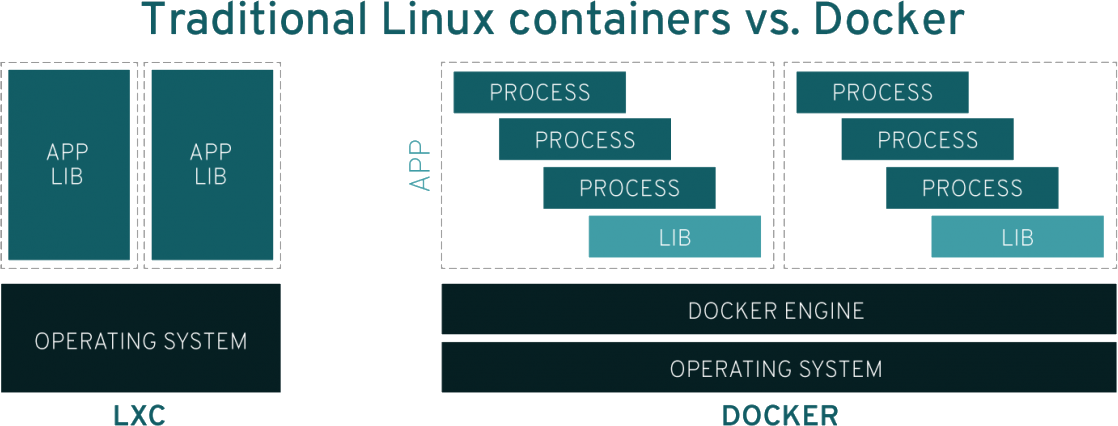 Traditional Linux containers vs. Docker
APP
LIB
APP
LIB
OPERATING SYSTEM
LXC
APP
PROCESS
PROCESS
PROCESS
LIB
PROCESS
PROCESS
PROCESS
LIB
DOCKER ENGINE
OPERATING SYSTEM
DOCKER